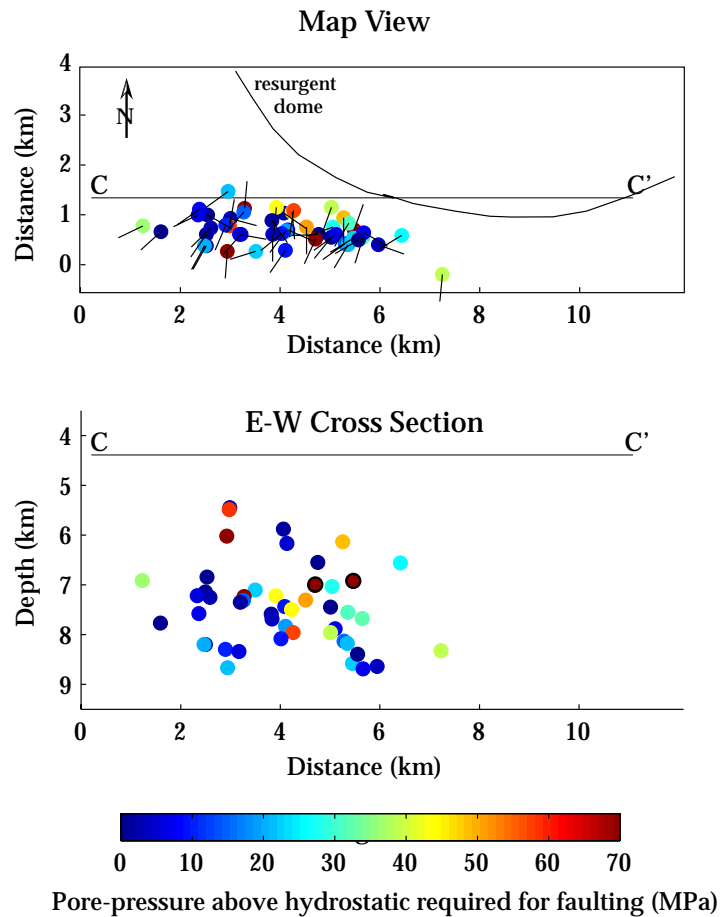 Map View
4
3
2
1
0
Distance (km)
N
resurgent
dome
C
C'
0
2
4
6
8
10
Distance (km)
E-W Cross Section
4
5
6
7
8
9
Depth (km)
C
C'
0
2
4
6
8
10
Distance (km)
0
10
20
30
40
50
60
70
Pore-pressure above hydrostatic required for faulting (MPa)